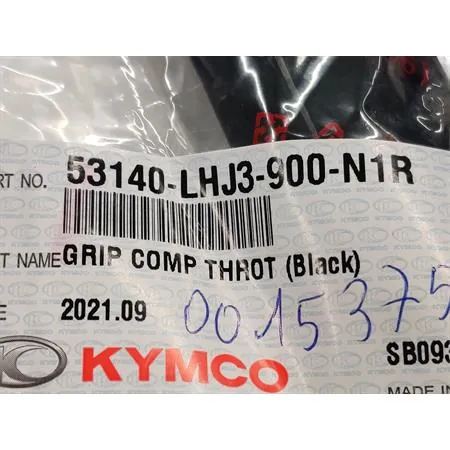 RT NO. 53140-LHJ3-900-N1R
T NAME GRIP COMP THROT (Black)
E 2021.09
0015375
SB093
KYMCO
MADE IN